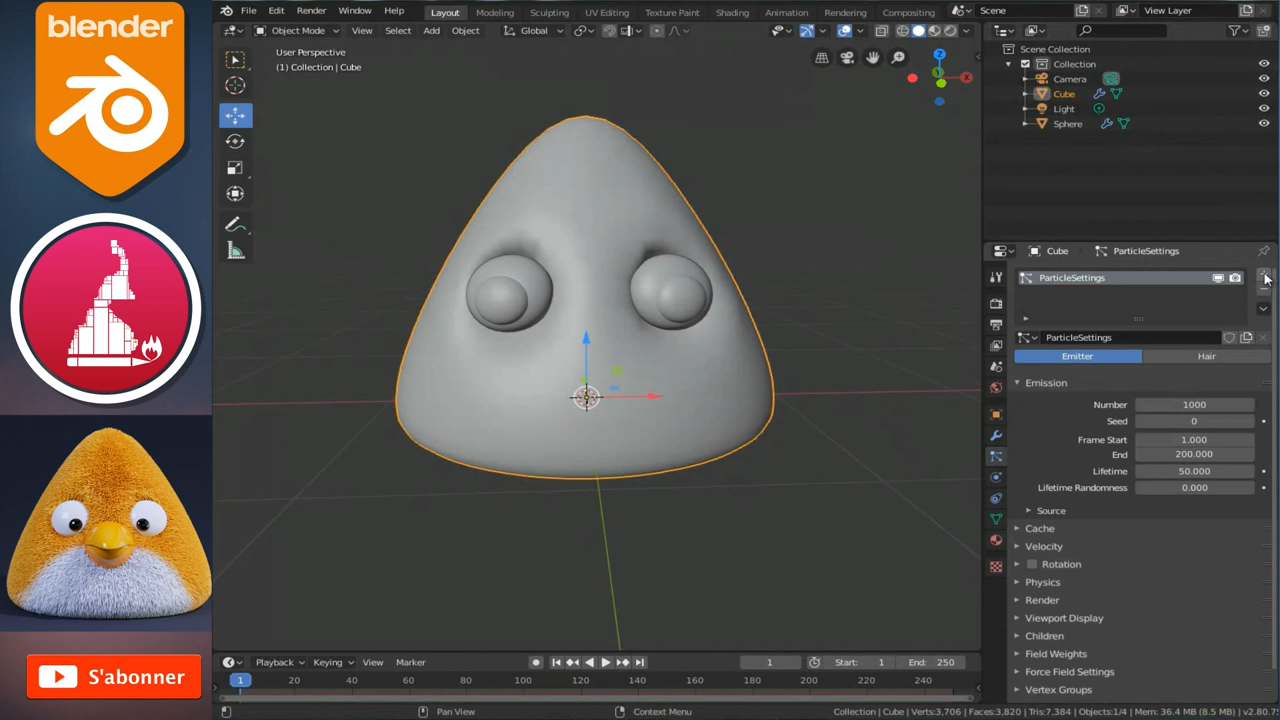 blender
S'abonner
File Edit Render Window Help
Layout Modeling Sculpting UV Editing Texture Paint Shading Animation Rendering Compositing
Scene
View Layer
Object Mode View Select Add Object Global
User Perspective
(1) Collection | Cube
Z
X
Scene Collection
Collection
Camera
Cube
Light
Sphere
Cube ParticleSettings
ParticleSettings
ParticleSettings
Emitter Hair
Emission
Number 1000
Seed 0
Frame Start 1.000
End 200.000
Lifetime 50.000
Lifetime Randomness 0.000
Source
Cache
Velocity
Rotation
Physics
Render
Viewport Display
Children
Field Weights
Force Field Settings
Vertex Groups
Playback Keying View Marker
1
Start: 1 End: 250
1 20 40 60 80 100 120 140 160 180 200 220 240
Pan View
Context Menu
Collection | Cube | Verts:3,706 | Faces:3,820 | Tris:7,384 | Objects:1/4 | Mem: 36.4 MB (8.5 MB) | v2.80.7